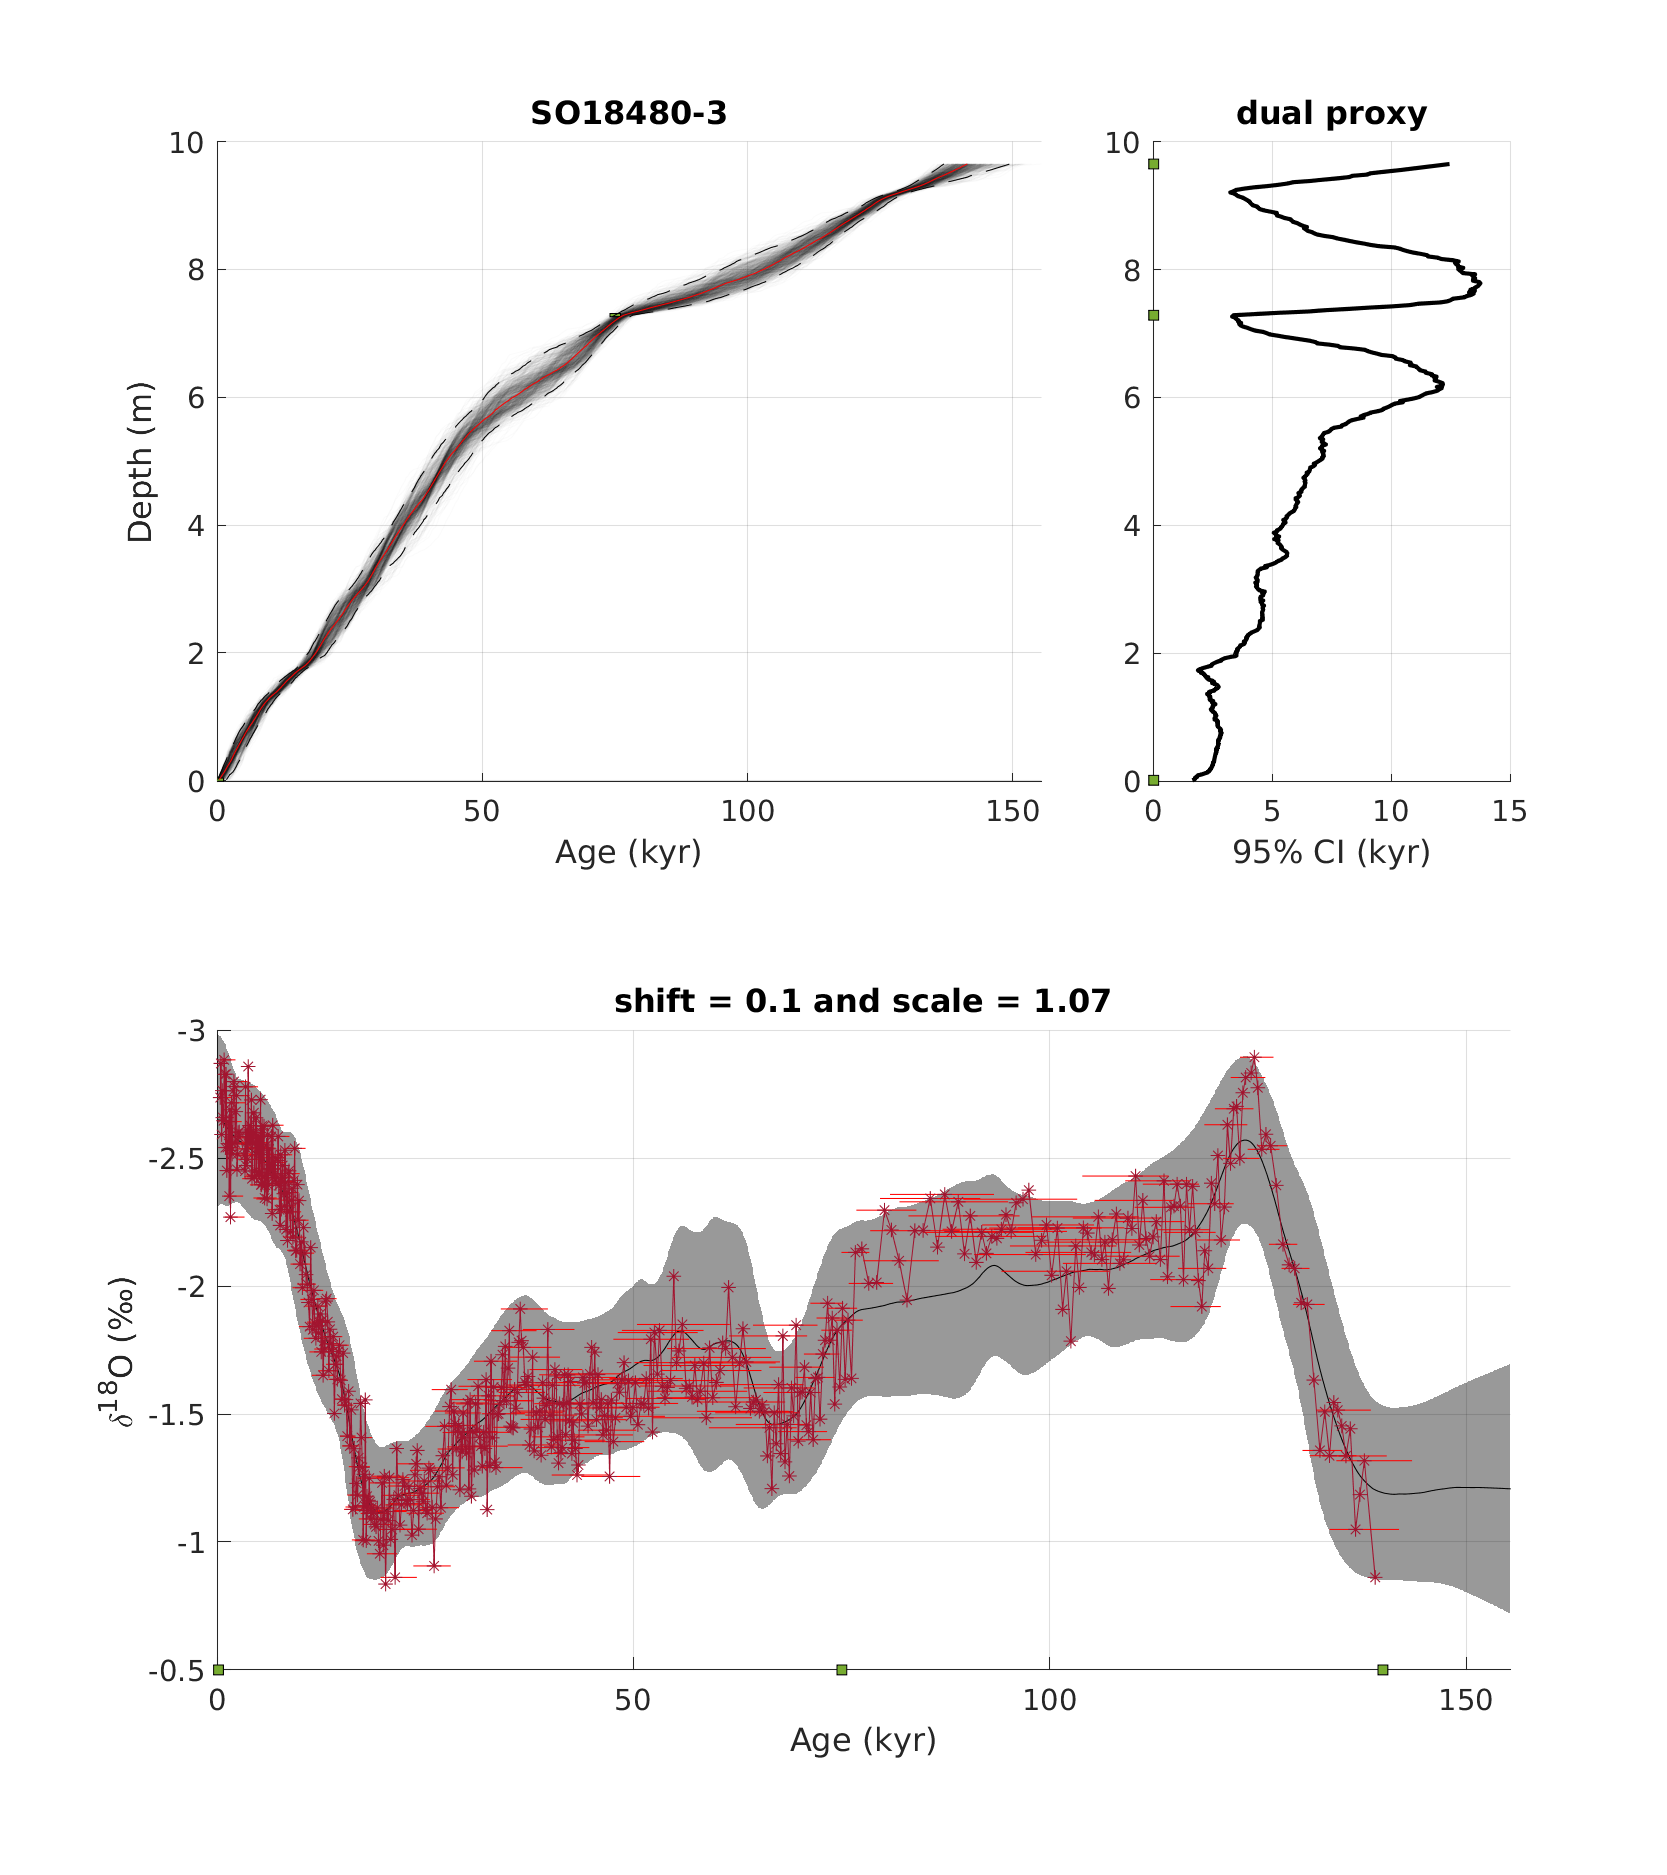 SO18480-3
dual proxy
10
8
6
4
2
0
Depth (m)
0 50 100 150
Age (kyr)
10
8
6
4
2
0
0 5 10 15
95% CI (kyr)
shift = 0.1 and scale = 1.07
-3
-2.5
-2
-1.5
-1
-0.5
δ¹⁸O (‰)
0 50 100 150
Age (kyr)